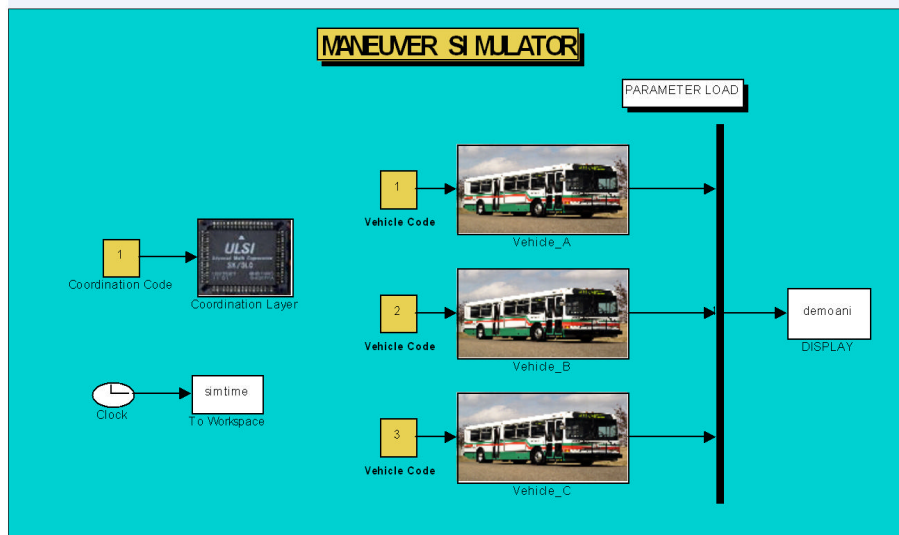 MANEUVER SIMULATOR
PARAMETER LOAD
1
Vehicle Code
Vehicle_A
1
Coordination Code
ULSI
Coordination Layer
2
Vehicle Code
Vehicle_B
demoani
DISPLAY
Clock
simtime
To Workspace
3
Vehicle Code
Vehicle_C